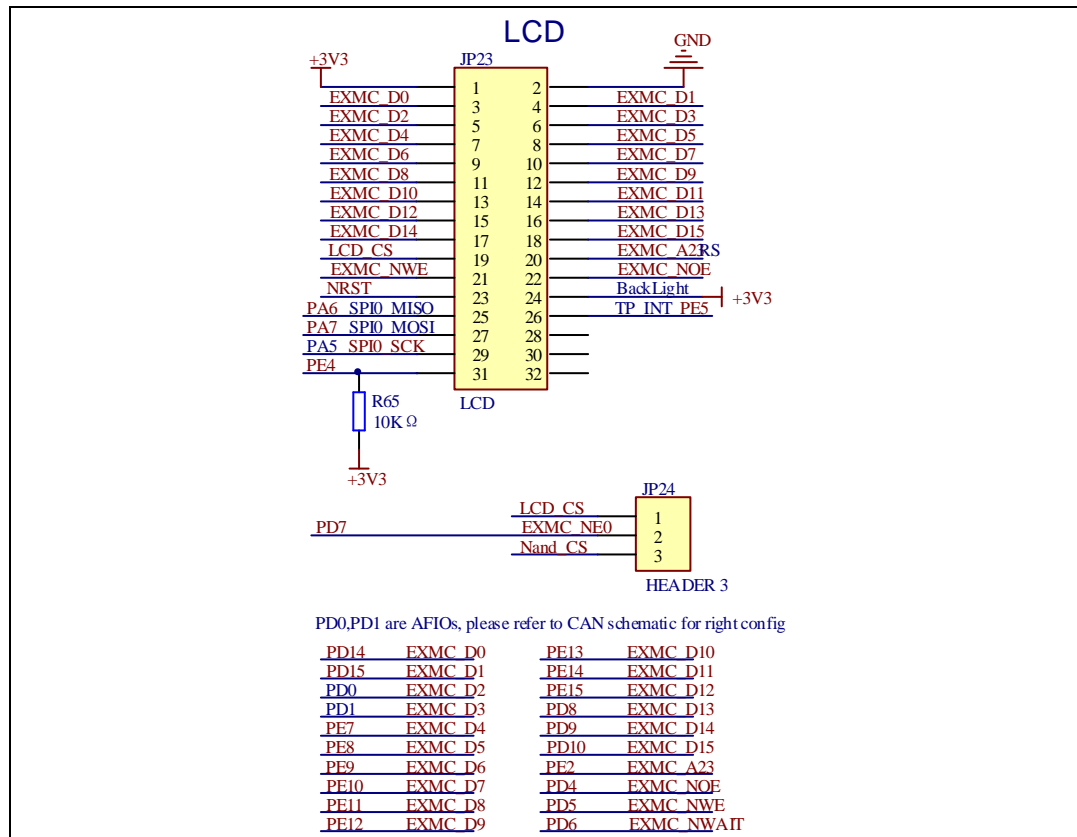 LCD
GND
+3V3 JP23
1 2
EXMC_D0 3 4 EXMC_D1
EXMC_D2 5 6 EXMC_D3
EXMC_D4 7 8 EXMC_D5
EXMC_D6 9 10 EXMC_D7
EXMC_D8 11 12 EXMC_D9
EXMC_D10 13 14 EXMC_D11
EXMC_D12 15 16 EXMC_D13
EXMC_D14 17 18 EXMC_D15
LCD_CS 19 20 EXMC_A23 RS
EXMC_NWE 21 22 EXMC_NOE
NRST 23 24 BackLight +3V3
PA6 SPI0_MISO 25 26 TP_INT PE5
PA7 SPI0_MOSI 27 28
PA5 SPI0_SCK 29 30
PE4 31 32
R65 LCD
10KΩ
+3V3
JP24
LCD_CS 1
PD7 EXMC_NE0 2
Nand_CS 3
HEADER 3
PD0,PD1 are AFIOs, please refer to CAN schematic for right config
PD14 EXMC_D0 PE13 EXMC_D10
PD15 EXMC_D1 PE14 EXMC_D11
PD0 EXMC_D2 PE15 EXMC_D12
PD1 EXMC_D3 PD8 EXMC_D13
PE7 EXMC_D4 PD9 EXMC_D14
PE8 EXMC_D5 PD10 EXMC_D15
PE9 EXMC_D6 PE2 EXMC_A23
PE10 EXMC_D7 PD4 EXMC_NOE
PE11 EXMC_D8 PD5 EXMC_NWE
PE12 EXMC_D9 PD6 EXMC_NWAIT